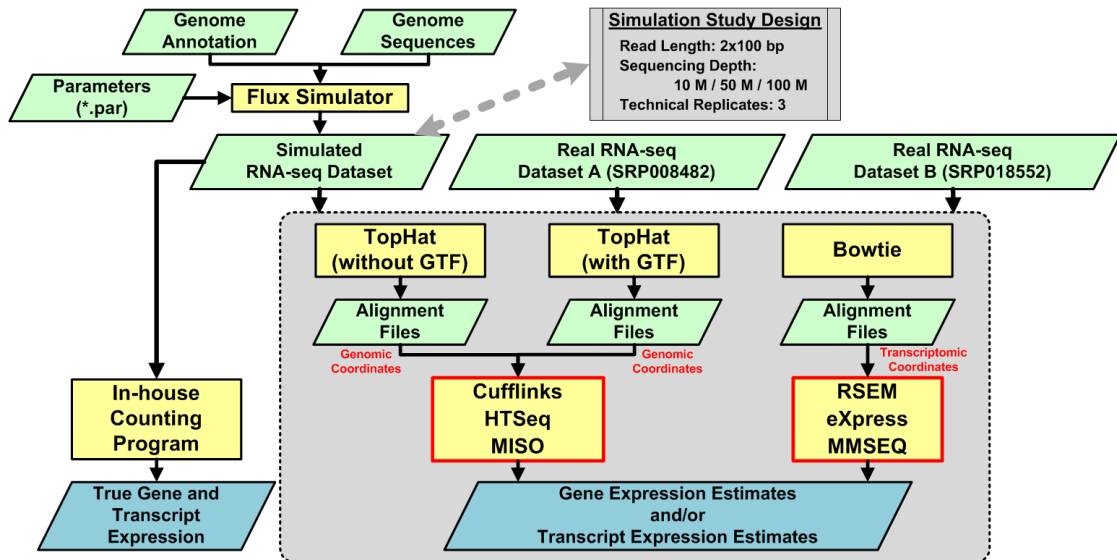 Genome
Annotation
Genome
Sequences
Simulation Study Design
Read Length: 2x100 bp
Sequencing Depth:
10 M / 50 M / 100 M
Technical Replicates: 3
Parameters
(*.par)
Flux Simulator
Simulated
RNA-seq Dataset
Real RNA-seq
Dataset A (SRP008482)
Real RNA-seq
Dataset B (SRP018552)
TopHat
(without GTF)
TopHat
(with GTF)
Bowtie
Alignment
Files
Alignment
Files
Alignment
Files
Genomic
Coordinates
Genomic
Coordinates
Transcriptomic
Coordinates
In-house
Counting
Program
Cufflinks
HTSeq
MISO
RSEM
eXpress
MMSEQ
True Gene and
Transcript
Expression
Gene Expression Estimates
and/or
Transcript Expression Estimates